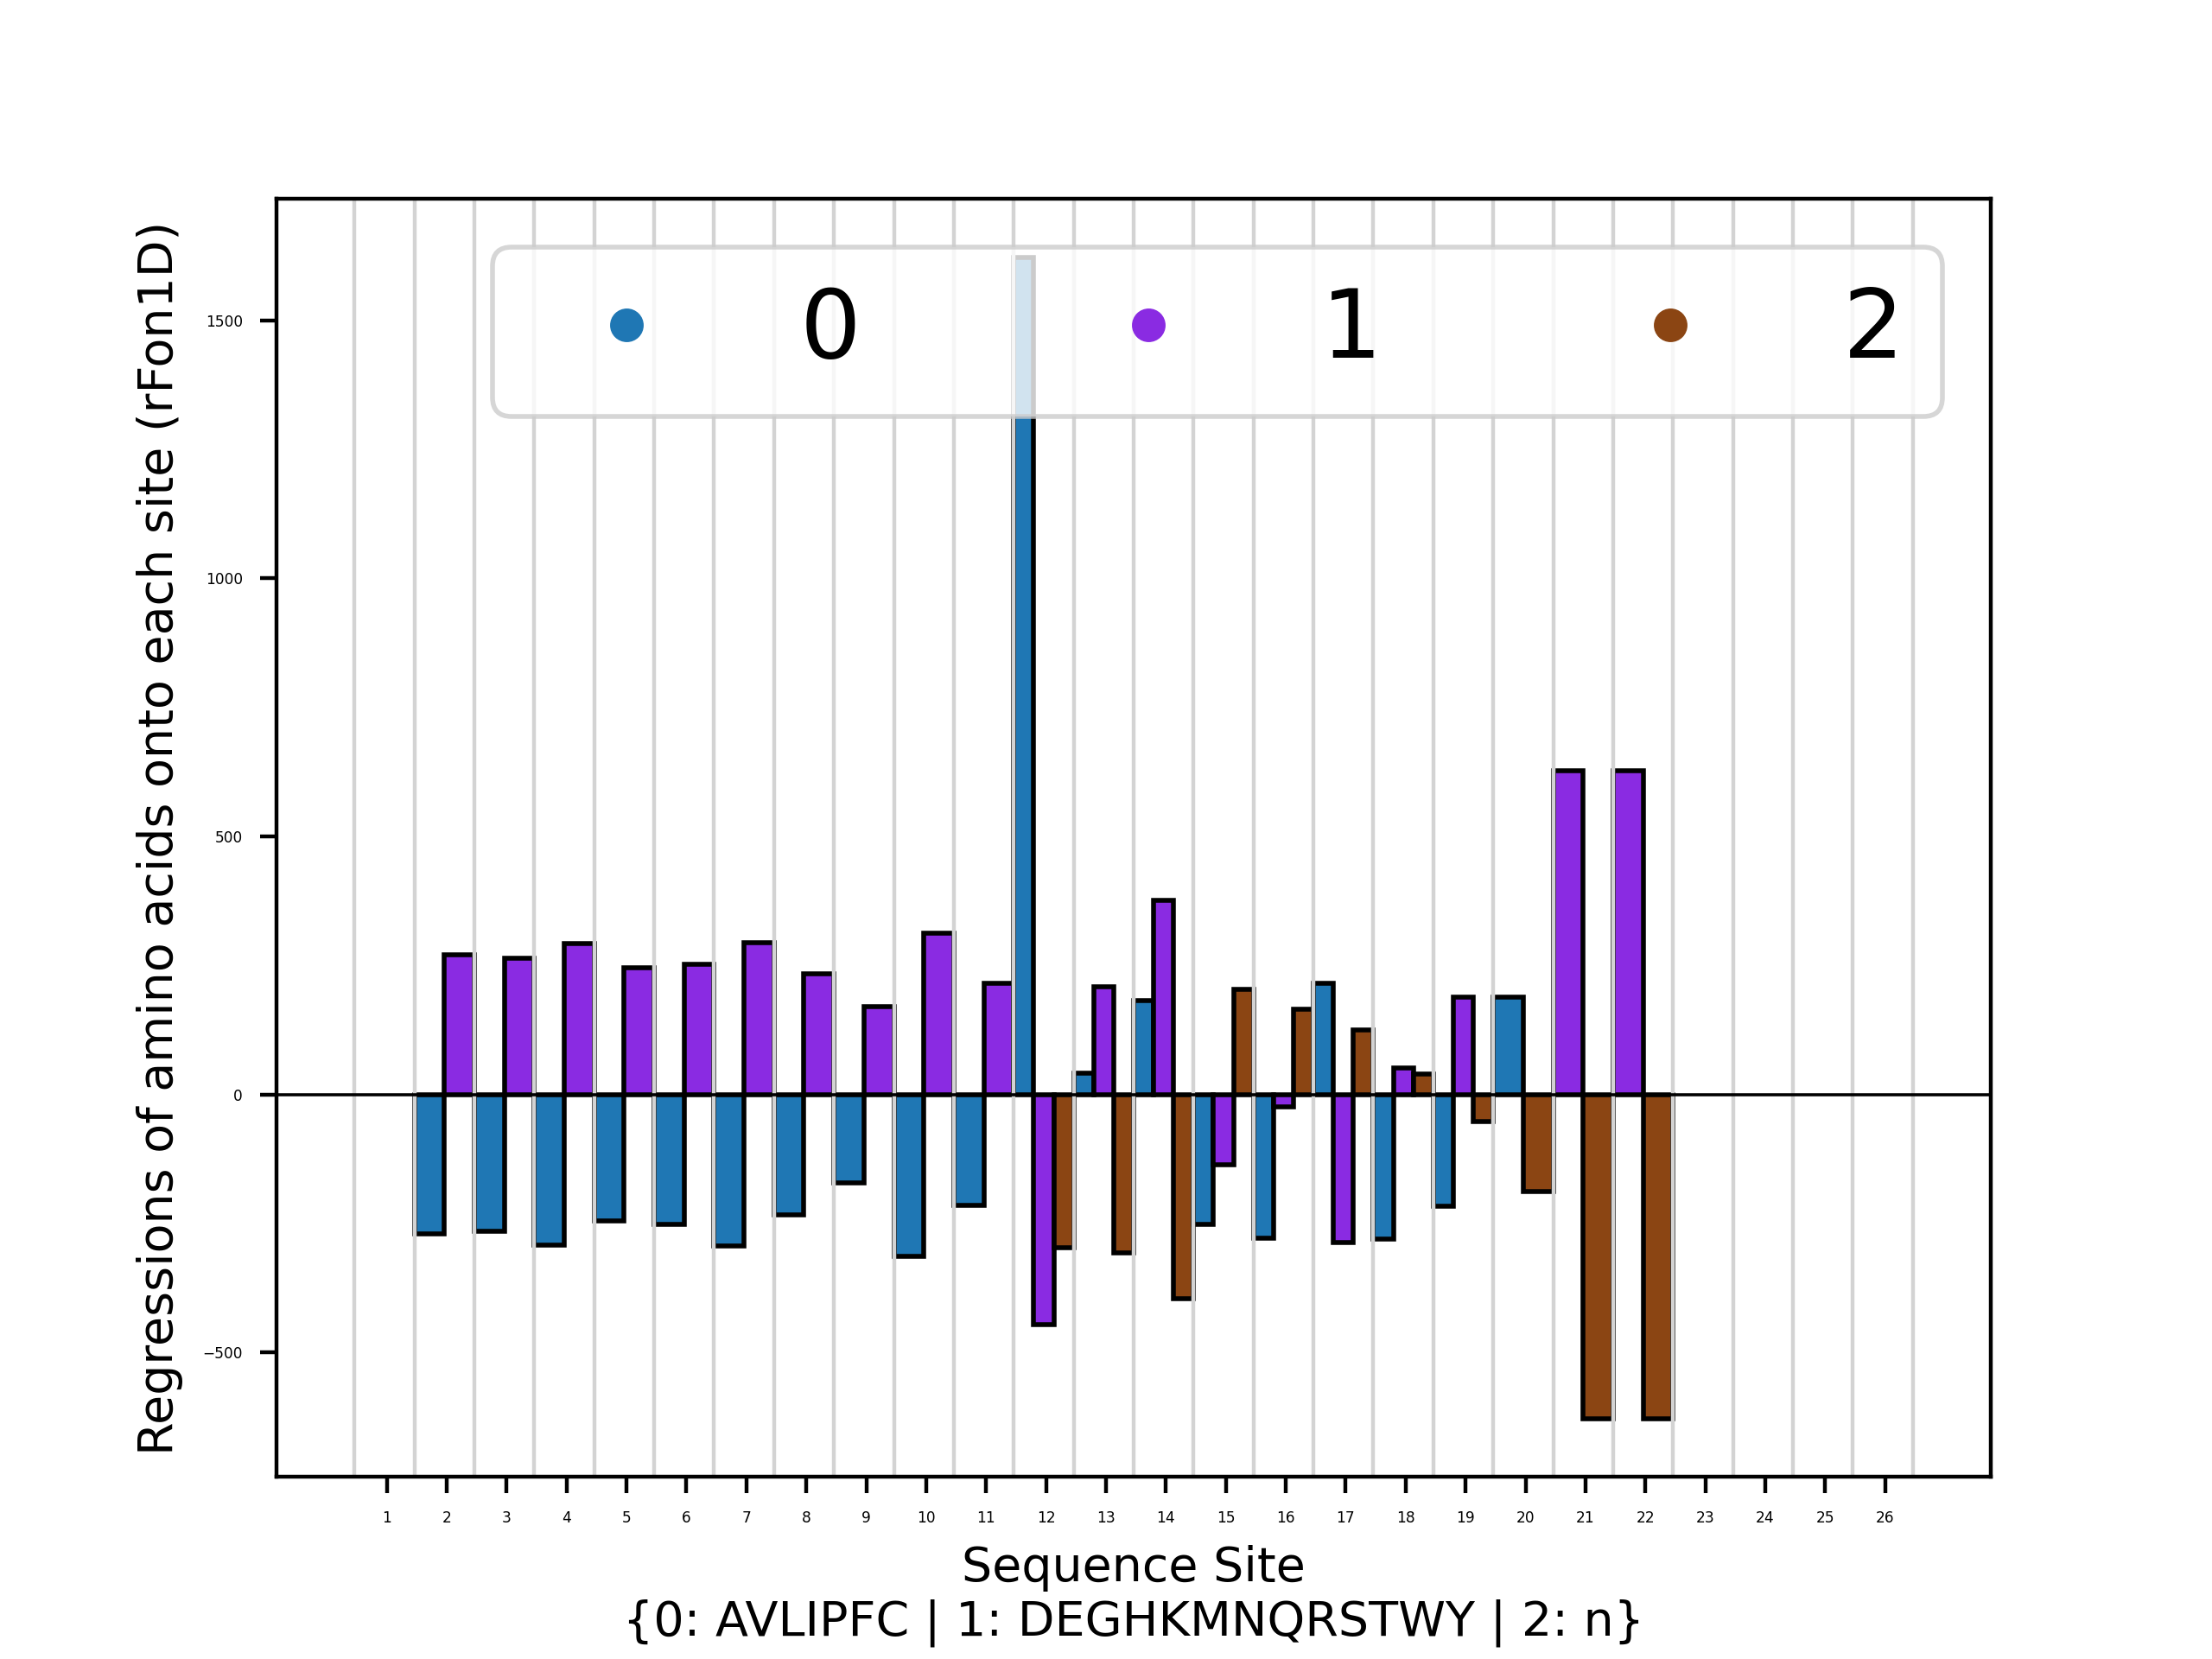 Regressions of amino acids onto each site (rFon1D)
0 1 2
1500
1000
500
0
−500
1 2 3 4 5 6 7 8 9 10 11 12 13 14 15 16 17 18 19 20 21 22 23 24 25 26
Sequence Site
{0: AVLIPFC | 1: DEGHKMNQRSTWY | 2: n}